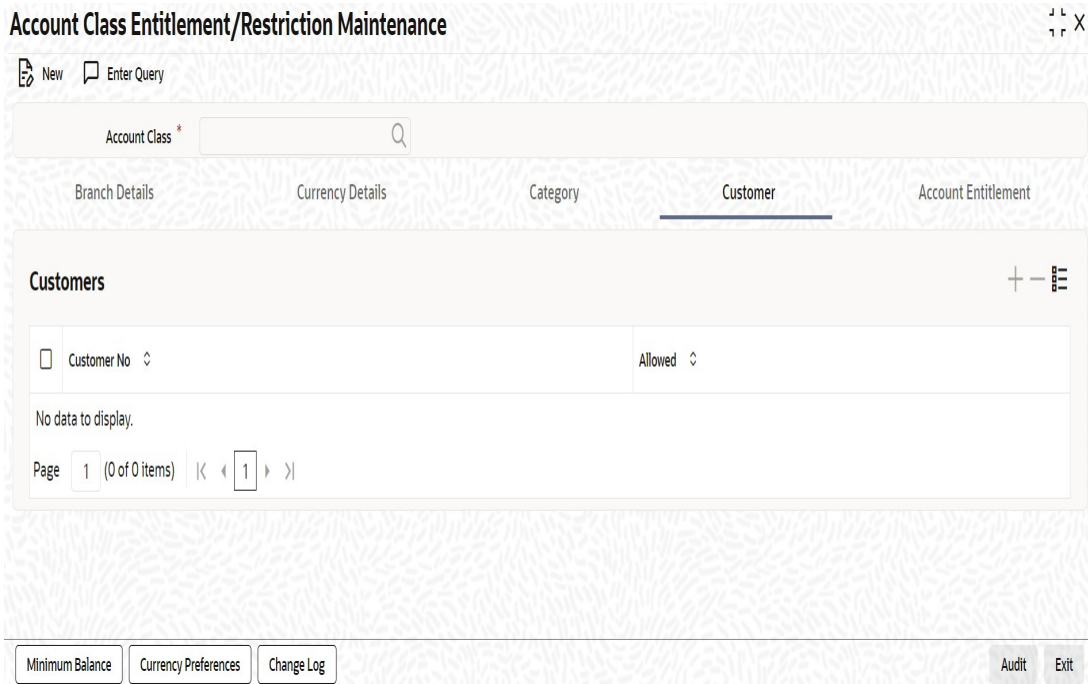 Account Class Entitlement/Restriction Maintenance
New Enter Query
Account Class *
Branch Details Currency Details Category Customer Account Entitlement
Customers
Customer No Allowed
No data to display.
Page 1 (0 of 0 items) 1
Minimum Balance Currency Preferences Change Log Audit Exit